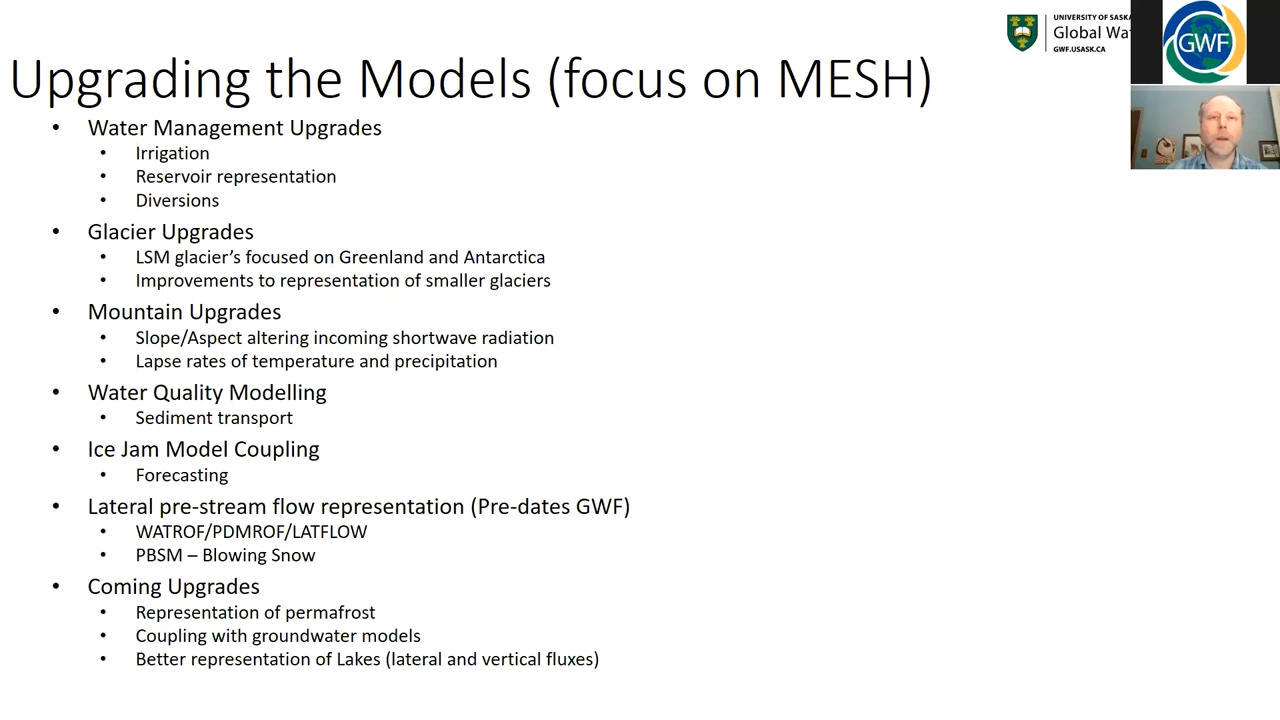 UNIVERSITY OF
Global
GWF.USASK.CA
GWF
Upgrading the Models (focus on MESH)
• Water Management Upgrades
• Irrigation
• Reservoir representation
• Diversions
• Glacier Upgrades
• LSM glacier's focused on Greenland and Antarctica
• Improvements to representation of smaller glaciers
• Mountain Upgrades
• Slope/Aspect altering incoming shortwave radiation
• Lapse rates of temperature and precipitation
• Water Quality Modelling
• Sediment transport
• Ice Jam Model Coupling
• Forecasting
• Lateral pre-stream flow representation (Pre-dates GWF)
• WATROF/PDMROF/LATFLOW
• PBSM – Blowing Snow
• Coming Upgrades
• Representation of permafrost
• Coupling with groundwater models
• Better representation of Lakes (lateral and vertical fluxes)